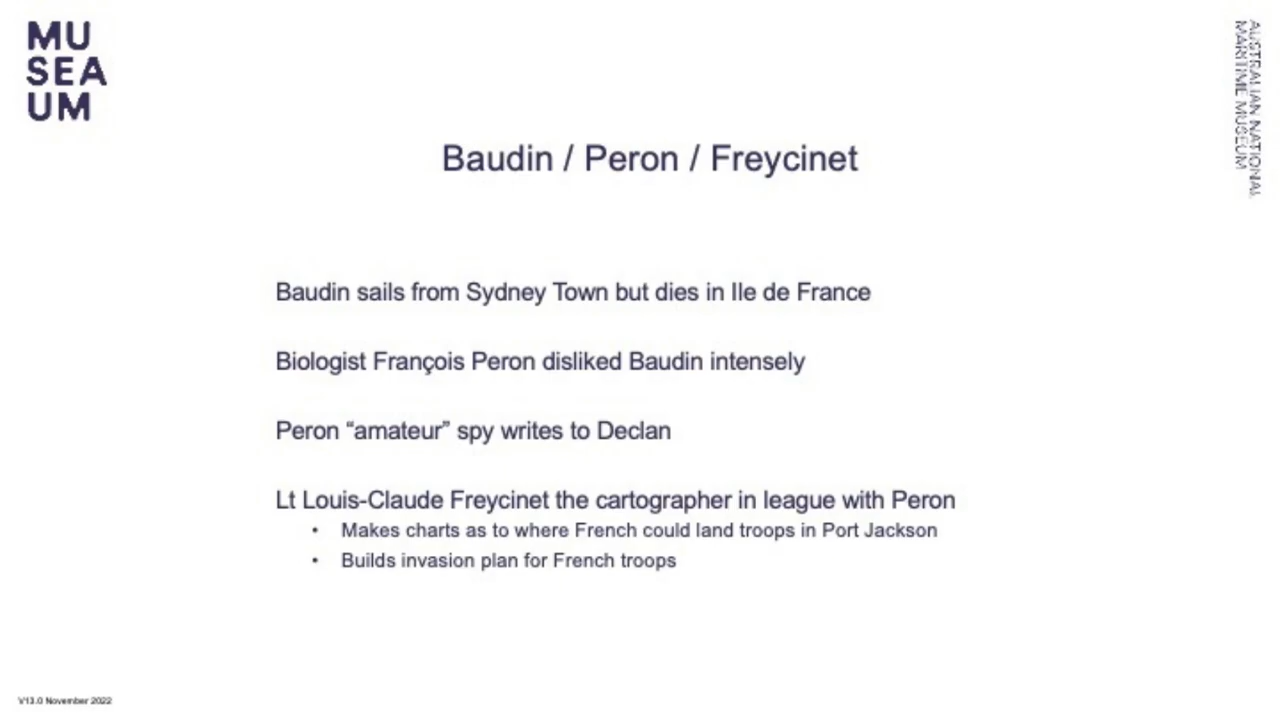 MU
SEA
UM
AUSTRALIAN NATIONAL
MARITIME MUSEUM
Baudin / Peron / Freycinet
Baudin sails from Sydney Town but dies in Ile de France
Biologist François Peron disliked Baudin intensely
Peron “amateur” spy writes to Declan
Lt Louis-Claude Freycinet the cartographer in league with Peron
• Makes charts as to where French could land troops in Port Jackson
• Builds invasion plan for French troops
V13.0 November 2022